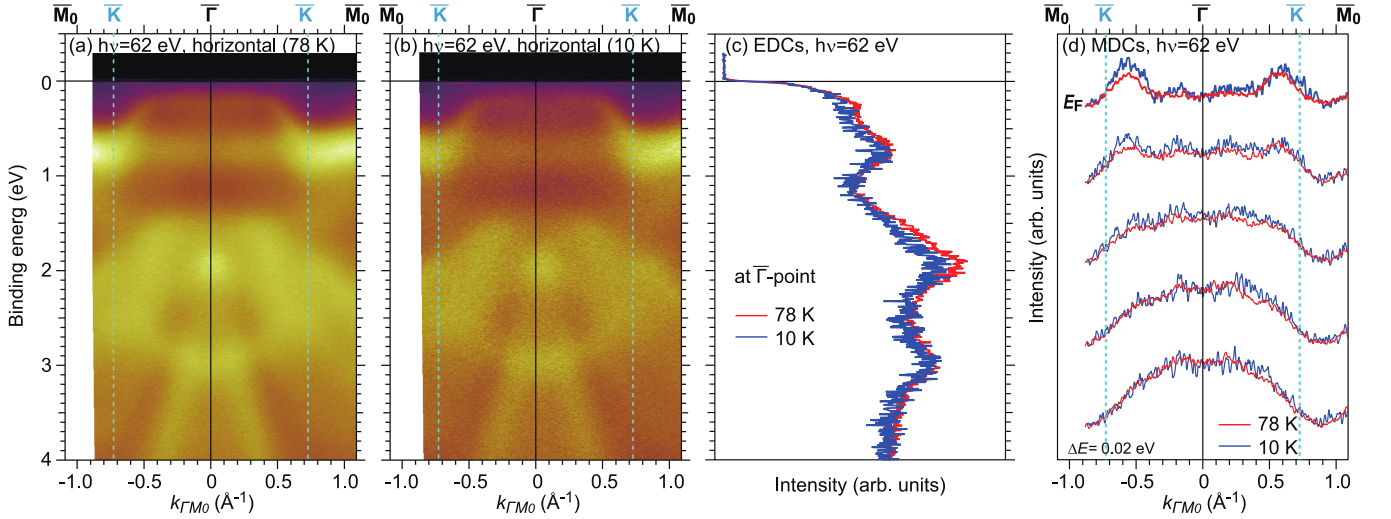 M̅₀ K̅ Γ̅ K̅ M̅₀ M̅₀ K̅ Γ̅ K̅ M̅₀ M̅₀ K̅ Γ̅ K̅ M̅₀
(a) hν=62 eV, horizontal (78 K)
(b) hν=62 eV, horizontal (10 K)
(c) EDCs, hν=62 eV
(d) MDCs, hν=62 eV
Binding energ (eV)
0
1
2
3
4
-1.0 -0.5 0.0 0.5 1.0
k_ΓM0 (Å⁻¹)
-1.0 -0.5 0.0 0.5 1.0
k_ΓM0 (Å⁻¹)
at Γ̅-point
78 K
10 K
Intensity (arb. units)
Intensity (arb. units)
E_F
78 K
10 K
ΔE= 0.02 eV
-1.0 -0.5 0.0 0.5 1.0
k_ΓM0 (Å⁻¹)